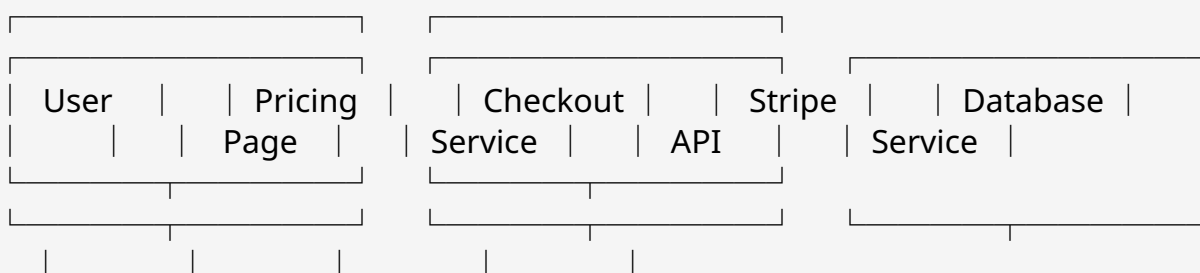 User Pricing Checkout Stripe Database
Page Service API Service